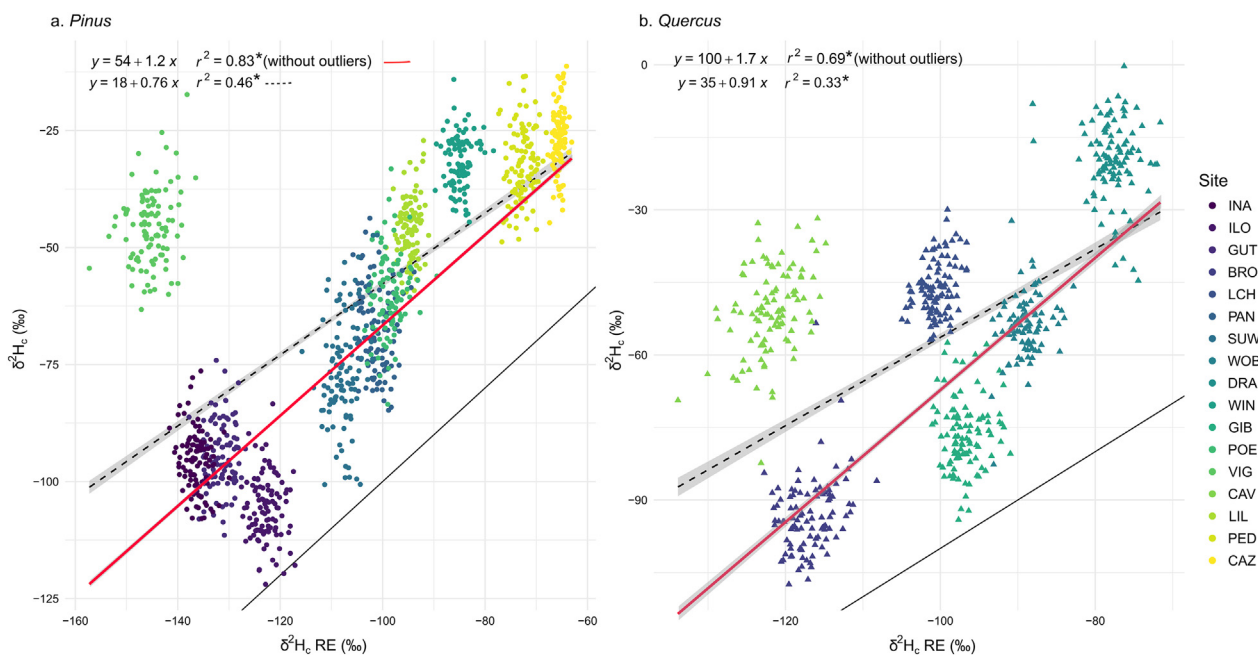 a. Pinus
y = 54 + 1.2 x r² = 0.83* (without outliers)
y = 18 + 0.76 x r² = 0.46*
−25
−50
−75
−100
−125
δ²Hc (‰)
−160 −140 −120 −100 −80 −60
δ²Hc RE (‰)
b. Quercus
y = 100 + 1.7 x r² = 0.69* (without outliers)
y = 35 + 0.91 x r² = 0.33*
0
−30
−60
−90
δ²Hc (‰)
−120 −100 −80
δ²Hc RE (‰)
Site
INA
ILO
GUT
BRO
LCH
PAN
SUW
WOB
DRA
WIN
GIB
POE
VIG
CAV
LIL
PED
CAZ